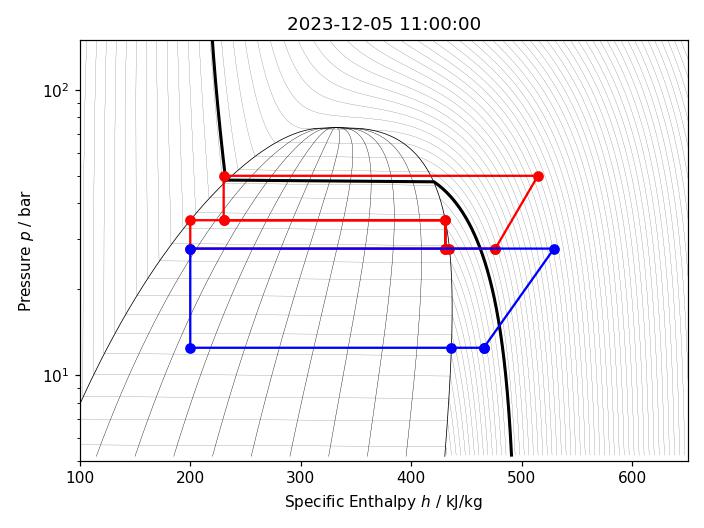 2023-12-05 11:00:00
10²
10¹
Pressure p / bar
100 200 300 400 500 600
Specific Enthalpy h / kJ/kg